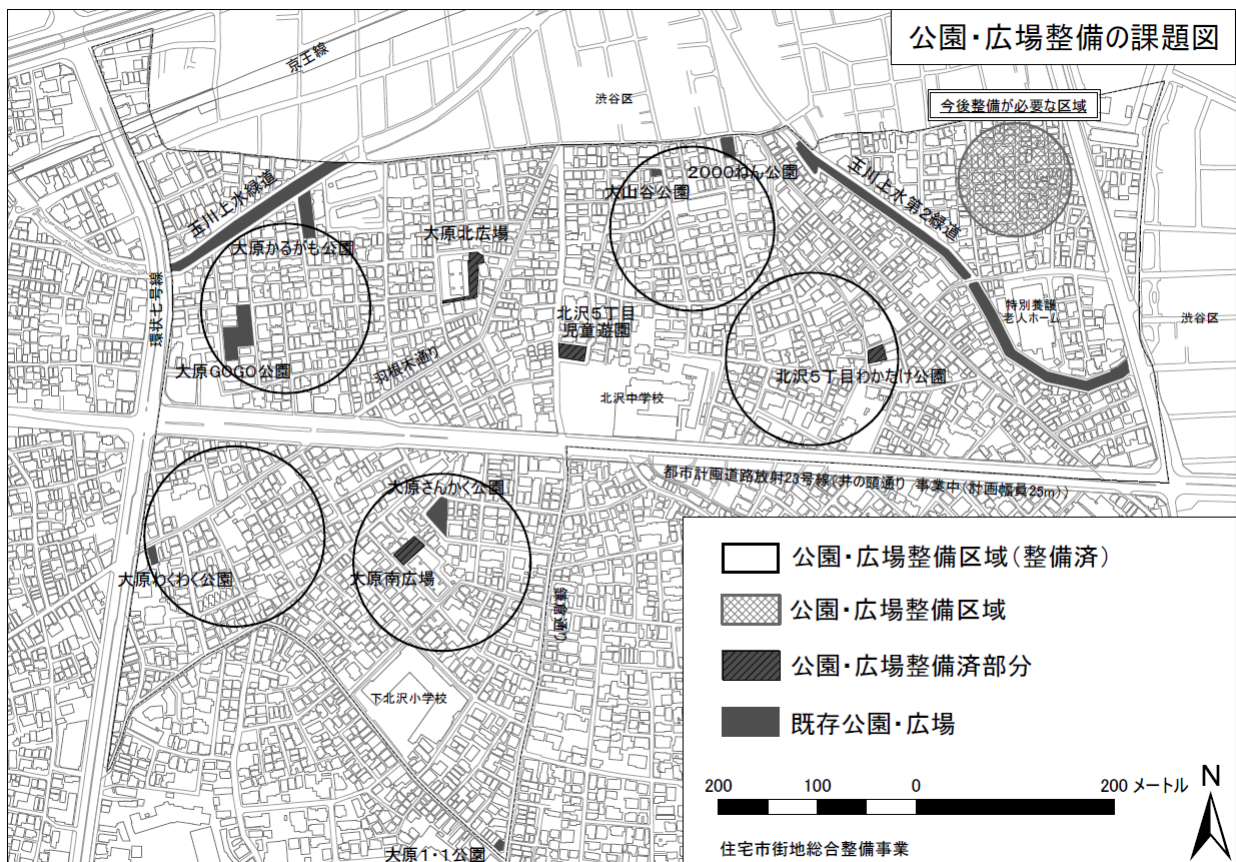 公園・広場整備の課題図
京王線
渋谷区
今後整備が必要な区域
玉川上水緑道
2000ねん公園
大山谷公園
玉川上水第2緑道
大原北広場
大原かるがも公園
環状七号線
北沢5丁目
児童遊園
特別養護
老人ホーム
渋谷区
大原GOGO公園
羽根木通り
北沢5丁目わかたけ公園
北沢中学校
都市計画道路放射23号線(井の頭通り 事業中(計画幅員25m))
大原さんかく公園
大原わくわく公園
大原南広場
鎌倉通り
下北沢小学校
大原1・1公園
公園・広場整備区域(整備済)
公園・広場整備区域
公園・広場整備済部分
既存公園・広場
200 100 0 200 メートル
N
住宅市街地総合整備事業